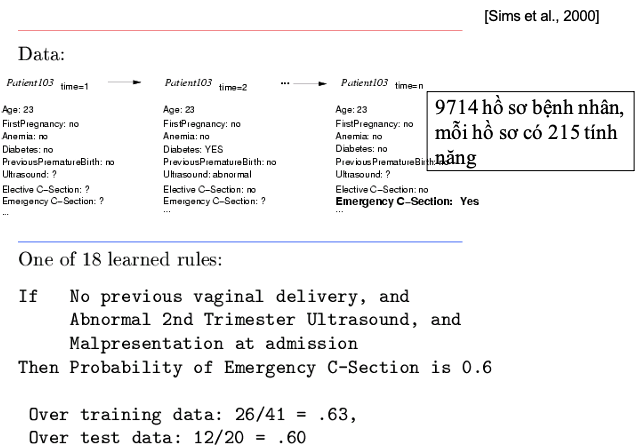 [Sims et al., 2000]
Data:
Patient103 time=1 Patient103 time=2 ... Patient103 time=n
Age: 23 Age: 23 Age: 23
FirstPregnancy: no FirstPregnancy: no FirstPregnancy: no
Anemia: no Anemia: no Anemia: no
Diabetes: no Diabetes: YES Diabetes: no
PreviousPrematureBirth: no PreviousPrematureBirth: no PreviousPrematureBirth: no
Ultrasound: ? Ultrasound: abnormal Ultrasound: ?
Elective C−Section: ? Elective C−Section: no Elective C−Section: no
Emergency C−Section: ? Emergency C−Section: ? Emergency C−Section: Yes
... ... ...
9714 hồ sơ bệnh nhân,
mỗi hồ sơ có 215 tính
năng
One of 18 learned rules:
If No previous vaginal delivery, and
Abnormal 2nd Trimester Ultrasound, and
Malpresentation at admission
Then Probability of Emergency C-Section is 0.6
Over training data: 26/41 = .63,
Over test data: 12/20 = .60